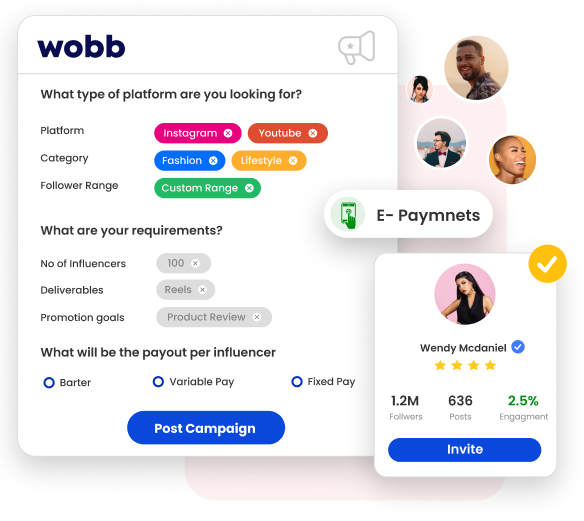 wobb
What type of platform are you looking for?
Platform Instagram Youtube
Category Fashion Lifestyle
Follower Range Custom Range
E- Paymnets
What are your requirements?
No of Influencers 100
Deliverables Reels
Promotion goals Product Review
What will be the payout per influencer
Barter Variable Pay Fixed Pay
Post Campaign
Wendy Mcdaniel
1.2M 636 2.5%
Follwers Posts Engagment
Invite